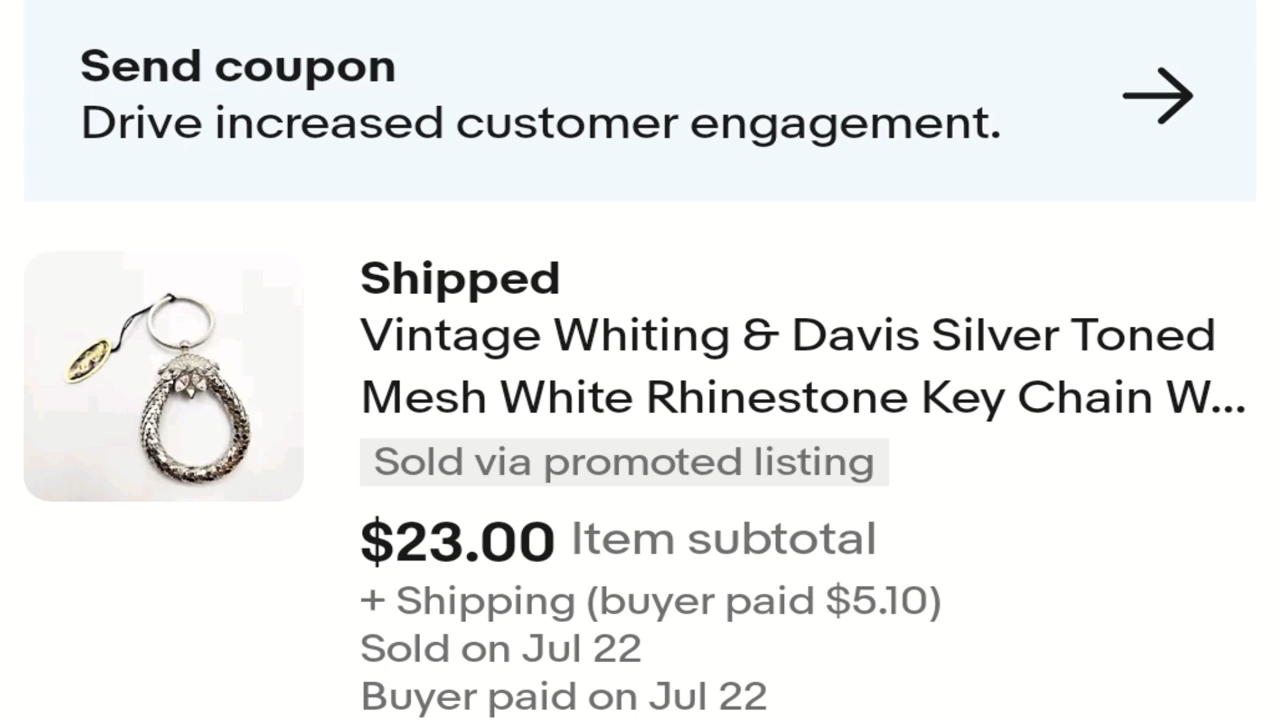 Send coupon
Drive increased customer engagement.
Shipped
Vintage Whiting & Davis Silver Toned
Mesh White Rhinestone Key Chain W...
Sold via promoted listing
$23.00 Item subtotal
+ Shipping (buyer paid $5.10)
Sold on Jul 22
Buyer paid on Jul 22